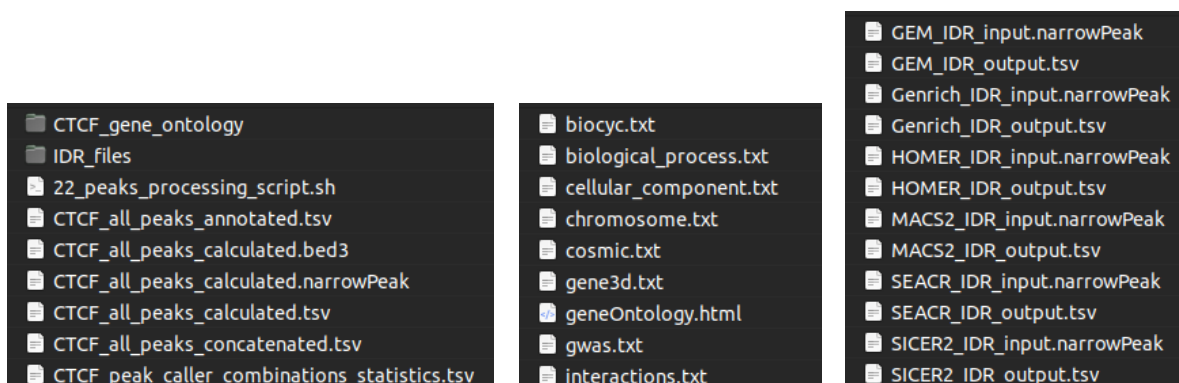 CTCF_gene_ontology
IDR_files
22_peaks_processing_script.sh
CTCF_all_peaks_annotated.tsv
CTCF_all_peaks_calculated.bed3
CTCF_all_peaks_calculated.narrowPeak
CTCF_all_peaks_calculated.tsv
CTCF_all_peaks_concatenated.tsv
CTCF_peak_caller_combinations_statistics.tsv
biocyc.txt
biological_process.txt
cellular_component.txt
chromosome.txt
cosmic.txt
gene3d.txt
geneOntology.html
gwas.txt
interactions.txt
GEM_IDR_input.narrowPeak
GEM_IDR_output.tsv
Genrich_IDR_input.narrowPeak
Genrich_IDR_output.tsv
HOMER_IDR_input.narrowPeak
HOMER_IDR_output.tsv
MACS2_IDR_input.narrowPeak
MACS2_IDR_output.tsv
SEACR_IDR_input.narrowPeak
SEACR_IDR_output.tsv
SICER2_IDR_input.narrowPeak
SICER2_IDR_output.tsv